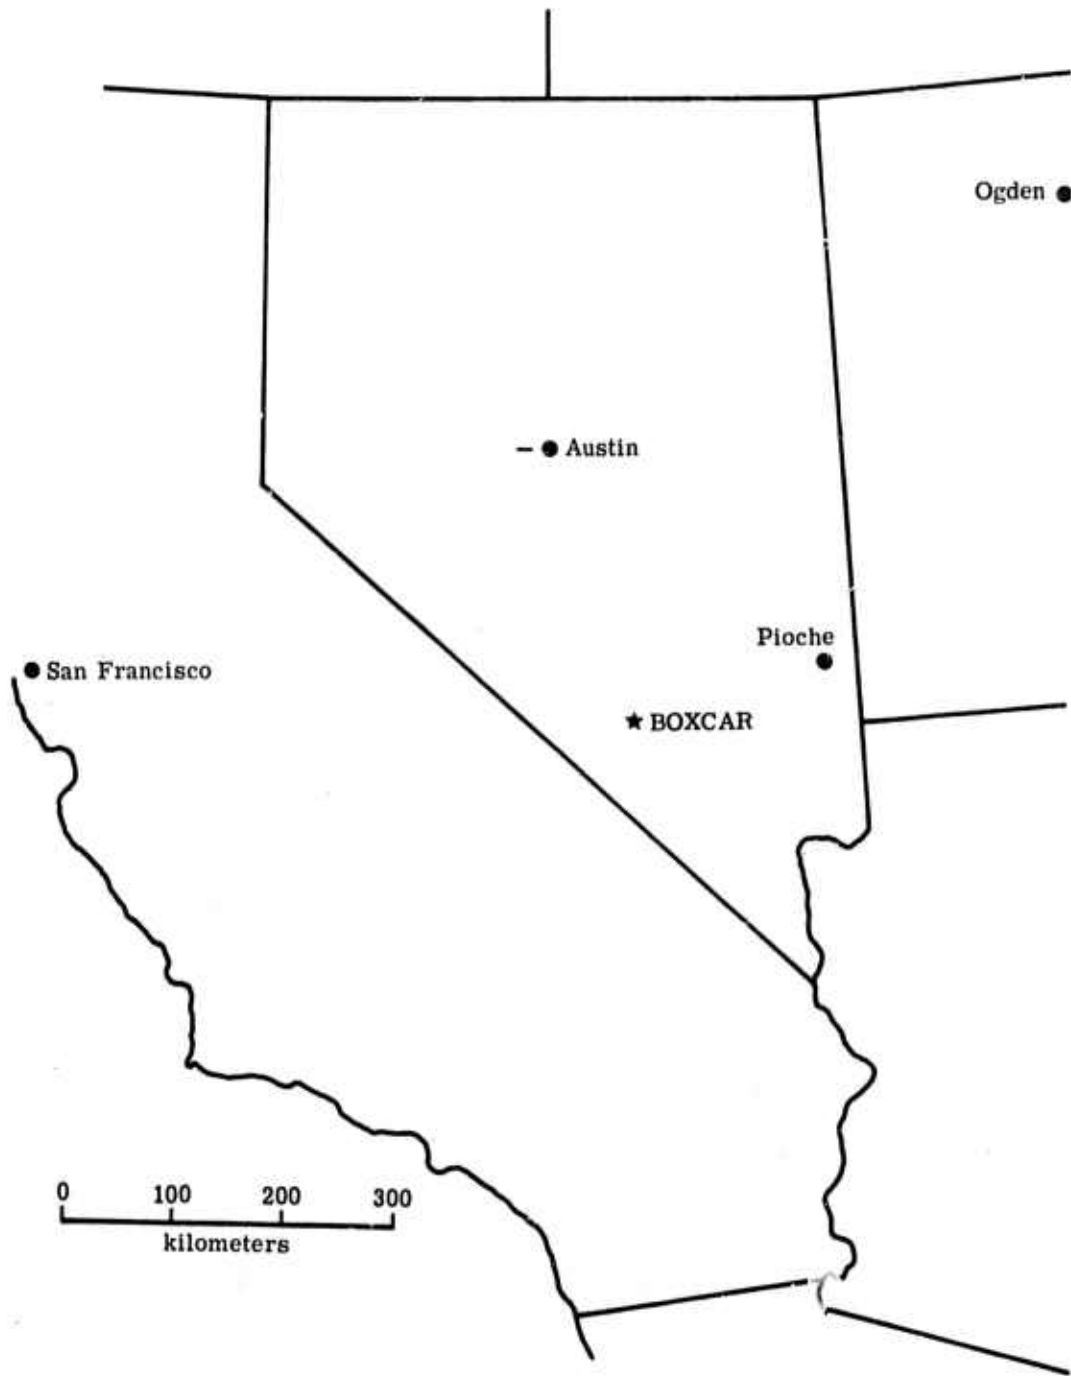 Ogden
Austin
Pioche
San Francisco
BOXCAR
0 100 200 300
kilometers